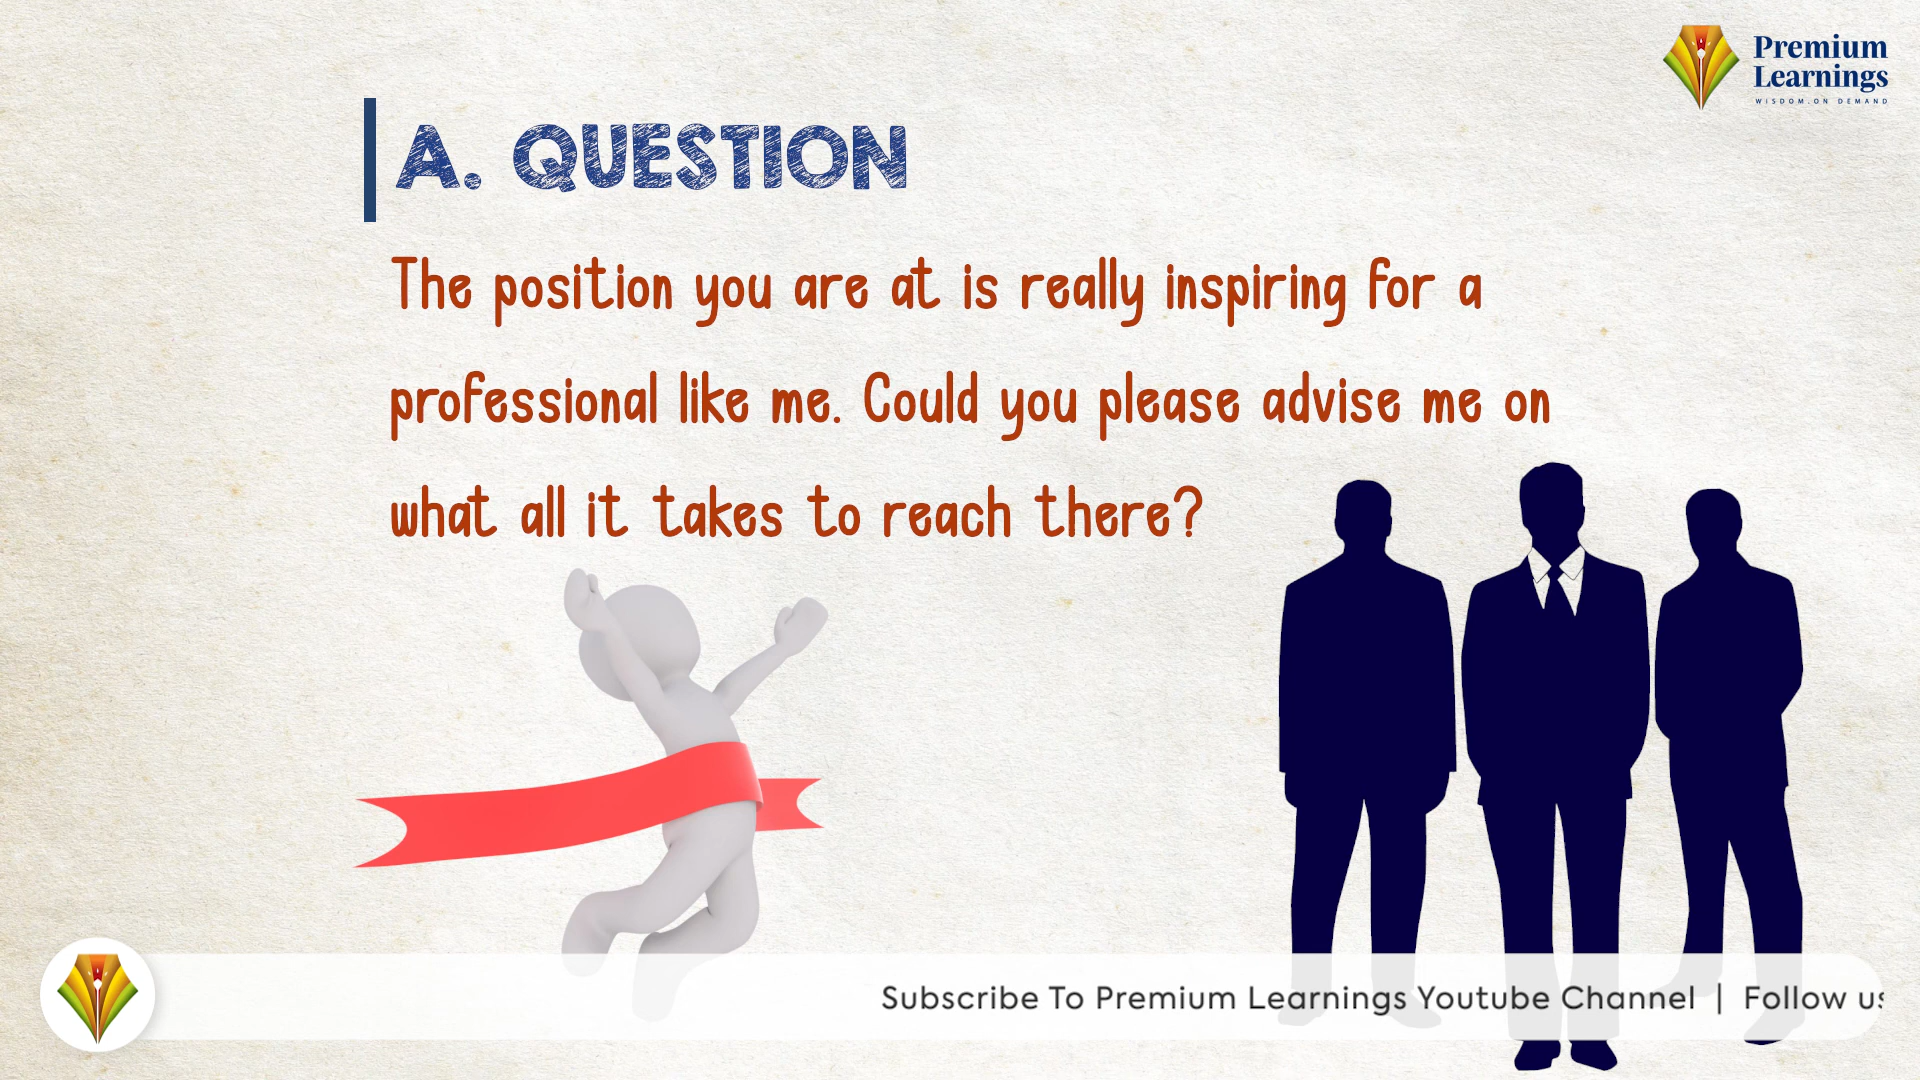 Premium
Learnings
WISDOM.ON DEMAND
A. QUESTION
The position you are at is really inspiring for a
professional like me. Could you please advise me on
what all it takes to reach there?
Subscribe To Premium Learnings Youtube Channel | Follow us